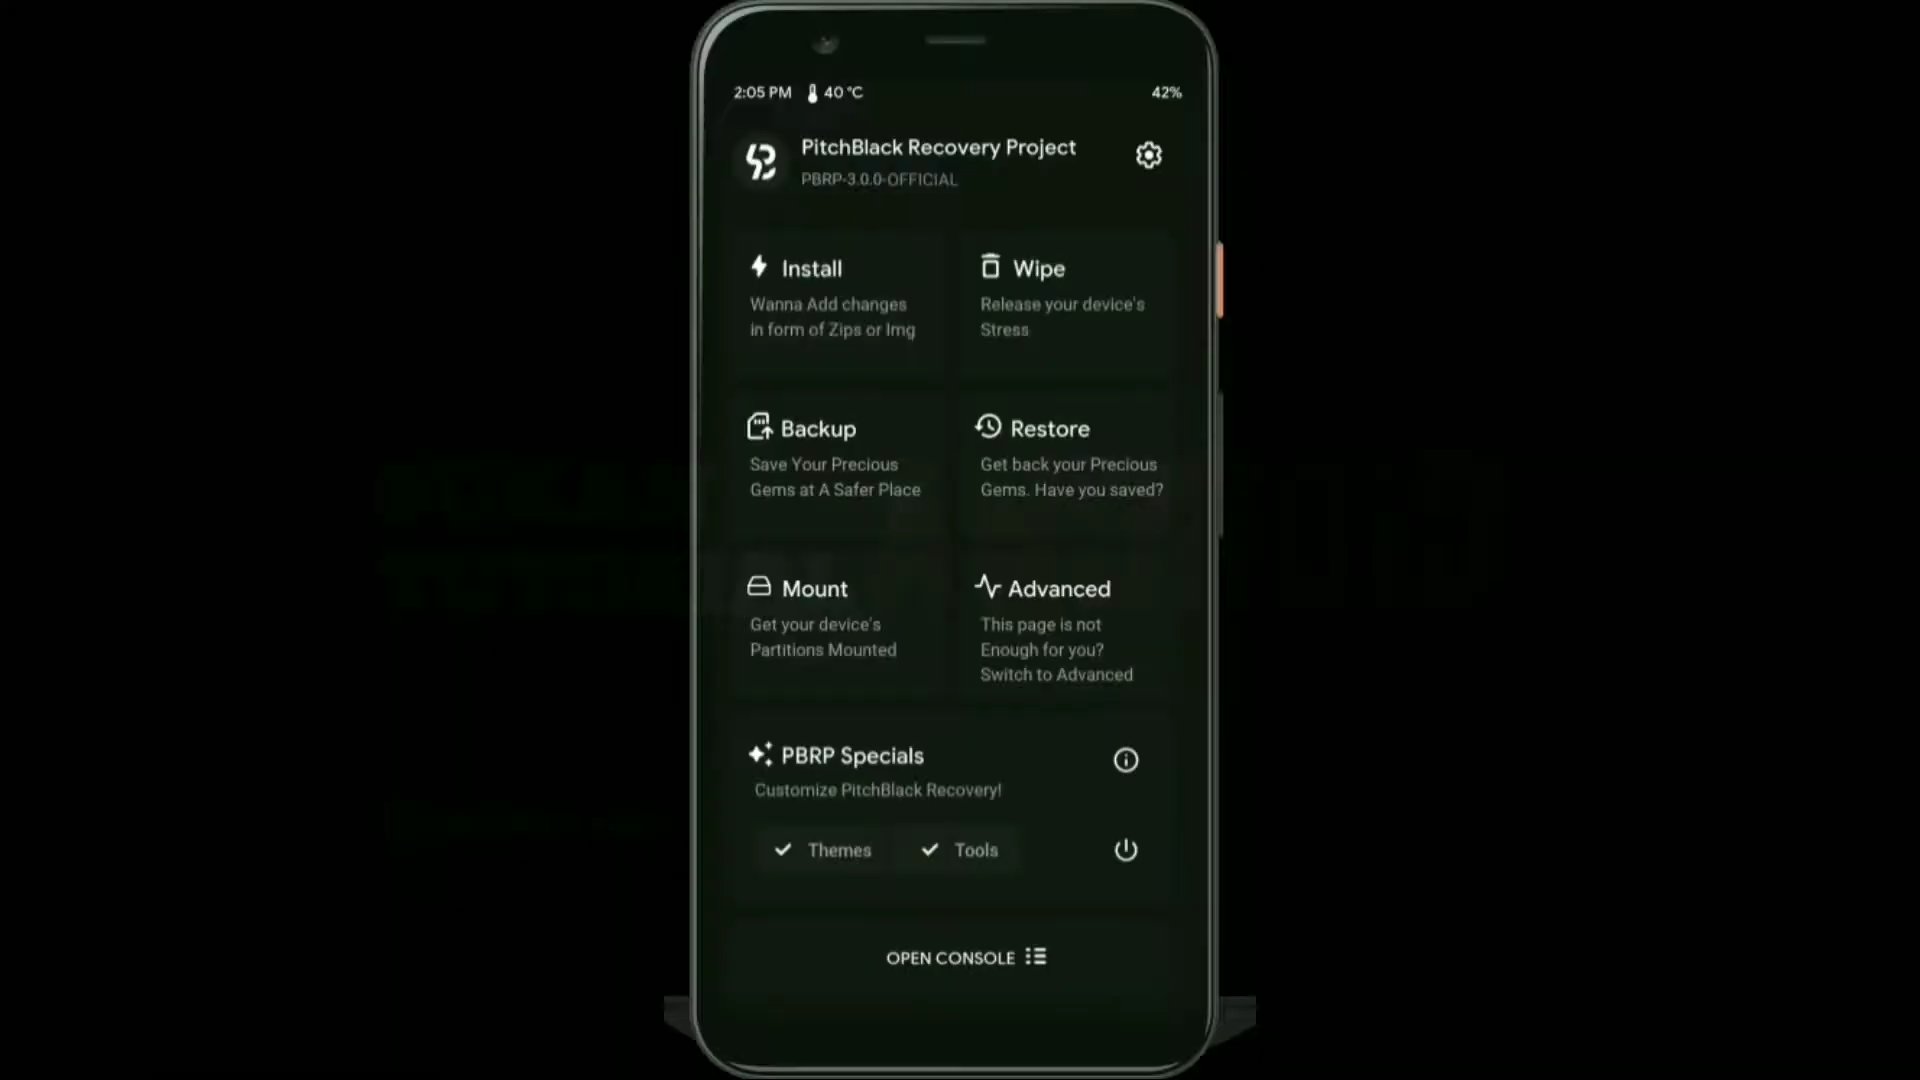 2:05 PM 40 °C 42%
PitchBlack Recovery Project
PBRP-3.0.0-OFFICIAL
Install
Wanna Add changes
in form of Zips or Img
Wipe
Release your device's
Stress
Backup
Save Your Precious
Gems at A Safer Place
Restore
Get back your Precious
Gems. Have you saved?
Mount
Get your device's
Partitions Mounted
Advanced
This page is not
Enough for you?
Switch to Advanced
PBRP Specials
Customize PitchBlack Recovery!
Themes
Tools
OPEN CONSOLE